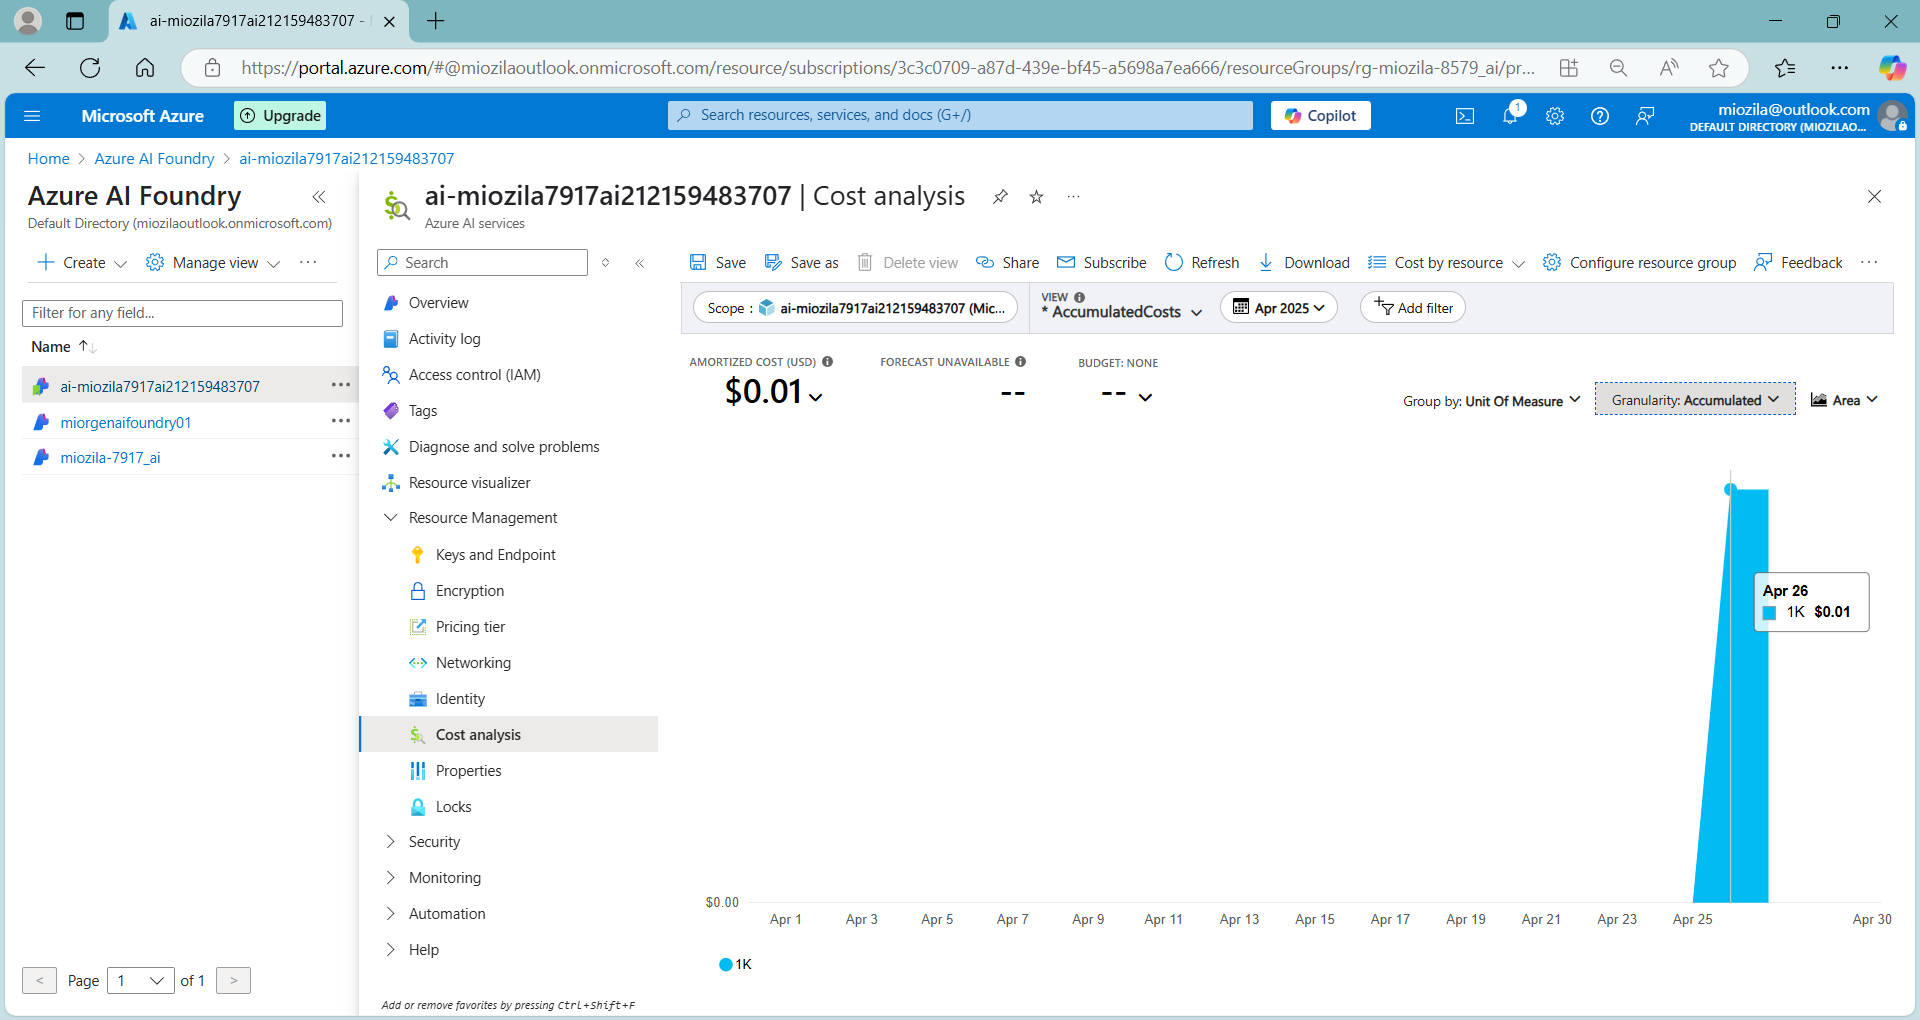 ai-miozila7917ai212159483707 -
https://portal.azure.com/#@miozilaoutlook.onmicrosoft.com/resource/subscriptions/3c3c0709-a87d-439e-bf45-a5698a7ea666/resourceGroups/rg-miozila-8579_ai/pr...
Microsoft Azure
Upgrade
Search resources, services, and docs (G+/)
Copilot
1
miozila@outlook.com
DEFAULT DIRECTORY (MIOZILAO...
Home > Azure AI Foundry > ai-miozila7917ai212159483707
Azure AI Foundry
Default Directory (miozilaoutlook.onmicrosoft.com)
Create
Manage view
Filter for any field...
Name
ai-miozila7917ai212159483707
miorgenaifoundry01
miozila-7917_ai
< Page 1 of 1 >
ai-miozila7917ai212159483707 | Cost analysis
Azure AI services
Search
Overview
Activity log
Access control (IAM)
Tags
Diagnose and solve problems
Resource visualizer
Resource Management
Keys and Endpoint
Encryption
Pricing tier
Networking
Identity
Cost analysis
Properties
Locks
Security
Monitoring
Automation
Help
Add or remove favorites by pressing Ctrl+Shift+F
Save
Save as
Delete view
Share
Subscribe
Refresh
Download
Cost by resource
Configure resource group
Feedback
Scope : ai-miozila7917ai212159483707 (Mic...
VIEW
* AccumulatedCosts
Apr 2025
Add filter
AMORTIZED COST (USD)
$0.01
FORECAST UNAVAILABLE
--
BUDGET: NONE
--
Group by: Unit Of Measure
Granularity: Accumulated
Area
Apr 26
1K $0.01
$0.00
Apr 1 Apr 3 Apr 5 Apr 7 Apr 9 Apr 11 Apr 13 Apr 15 Apr 17 Apr 19 Apr 21 Apr 23 Apr 25 Apr 30
1K